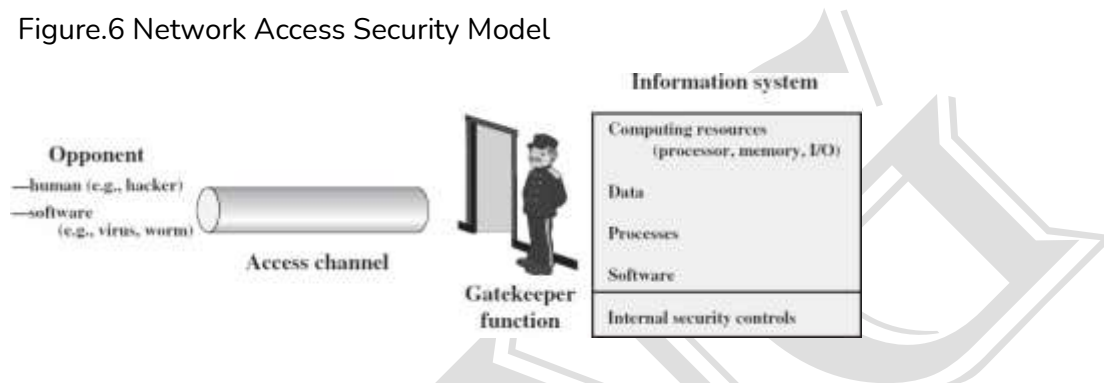 Figure.6 Network Access Security Model
Information system
Opponent
—human (e.g., hacker)
—software
(e.g., virus, worm)
Access channel
Gatekeeper
function
Computing resources
(processor, memory, I/O)
Data
Processes
Software
Internal security controls